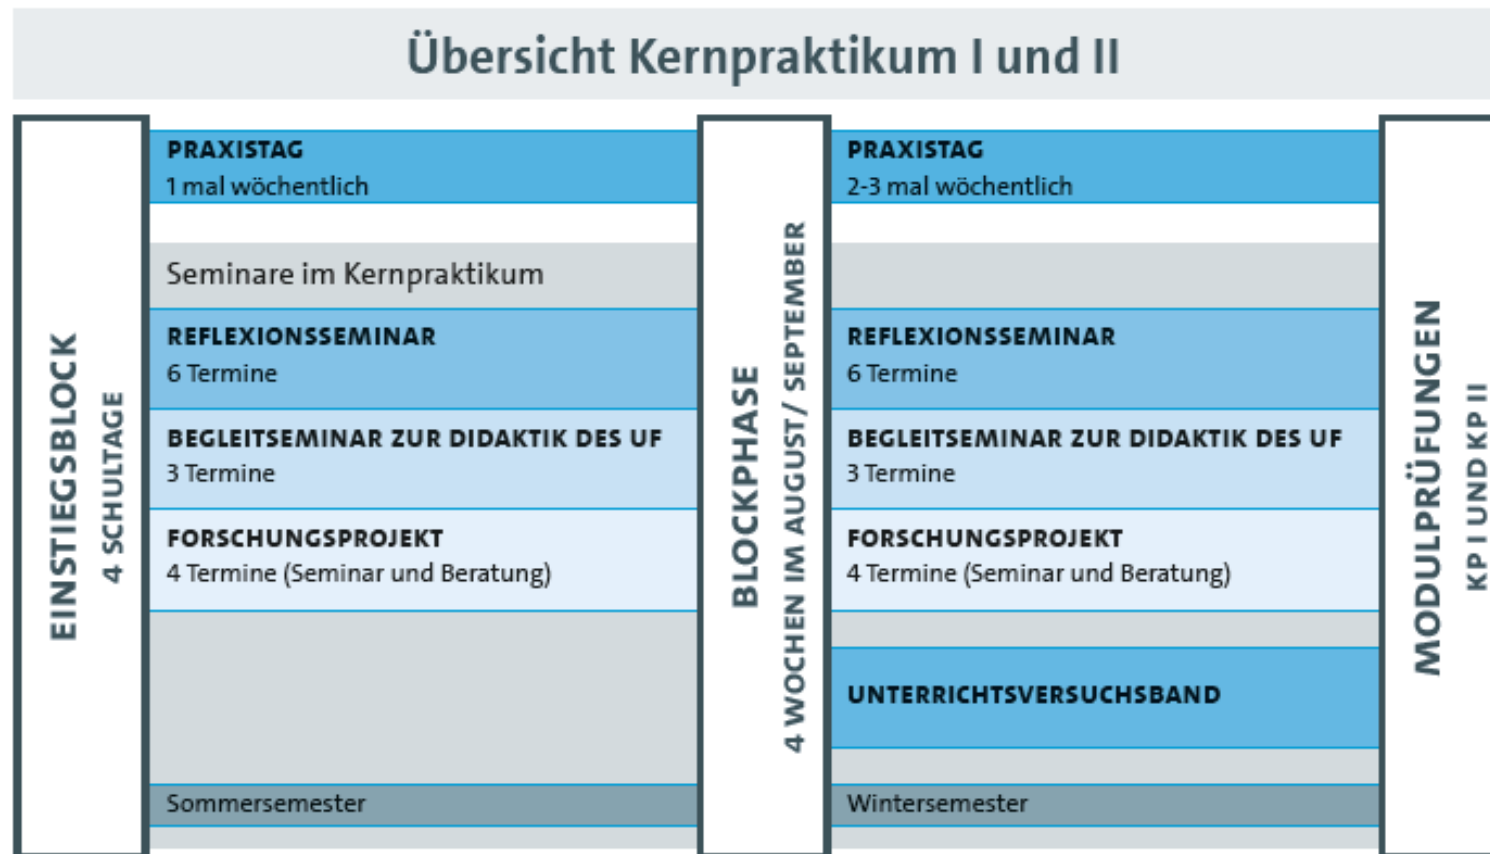 Übersicht Kernpraktikum I und II
EINSTIEGSBLOCK
4 SCHULTAGE
PRAXISTAG
1 mal wöchentlich
Seminare im Kernpraktikum
REFLEXIONSSEMINAR
6 Termine
BEGLEITSEMINAR ZUR DIDAKTIK DES UF
3 Termine
FORSCHUNGSPROJEKT
4 Termine (Seminar und Beratung)
Sommersemester
BLOCKPHASE
4 WOCHEN IM AUGUST/ SEPTEMBER
PRAXISTAG
2-3 mal wöchentlich
REFLEXIONSSEMINAR
6 Termine
BEGLEITSEMINAR ZUR DIDAKTIK DES UF
3 Termine
FORSCHUNGSPROJEKT
4 Termine (Seminar und Beratung)
UNTERRICHTSVERSUCHSBAND
Wintersemester
MODULPRÜFUNGEN
KP I UND KP II